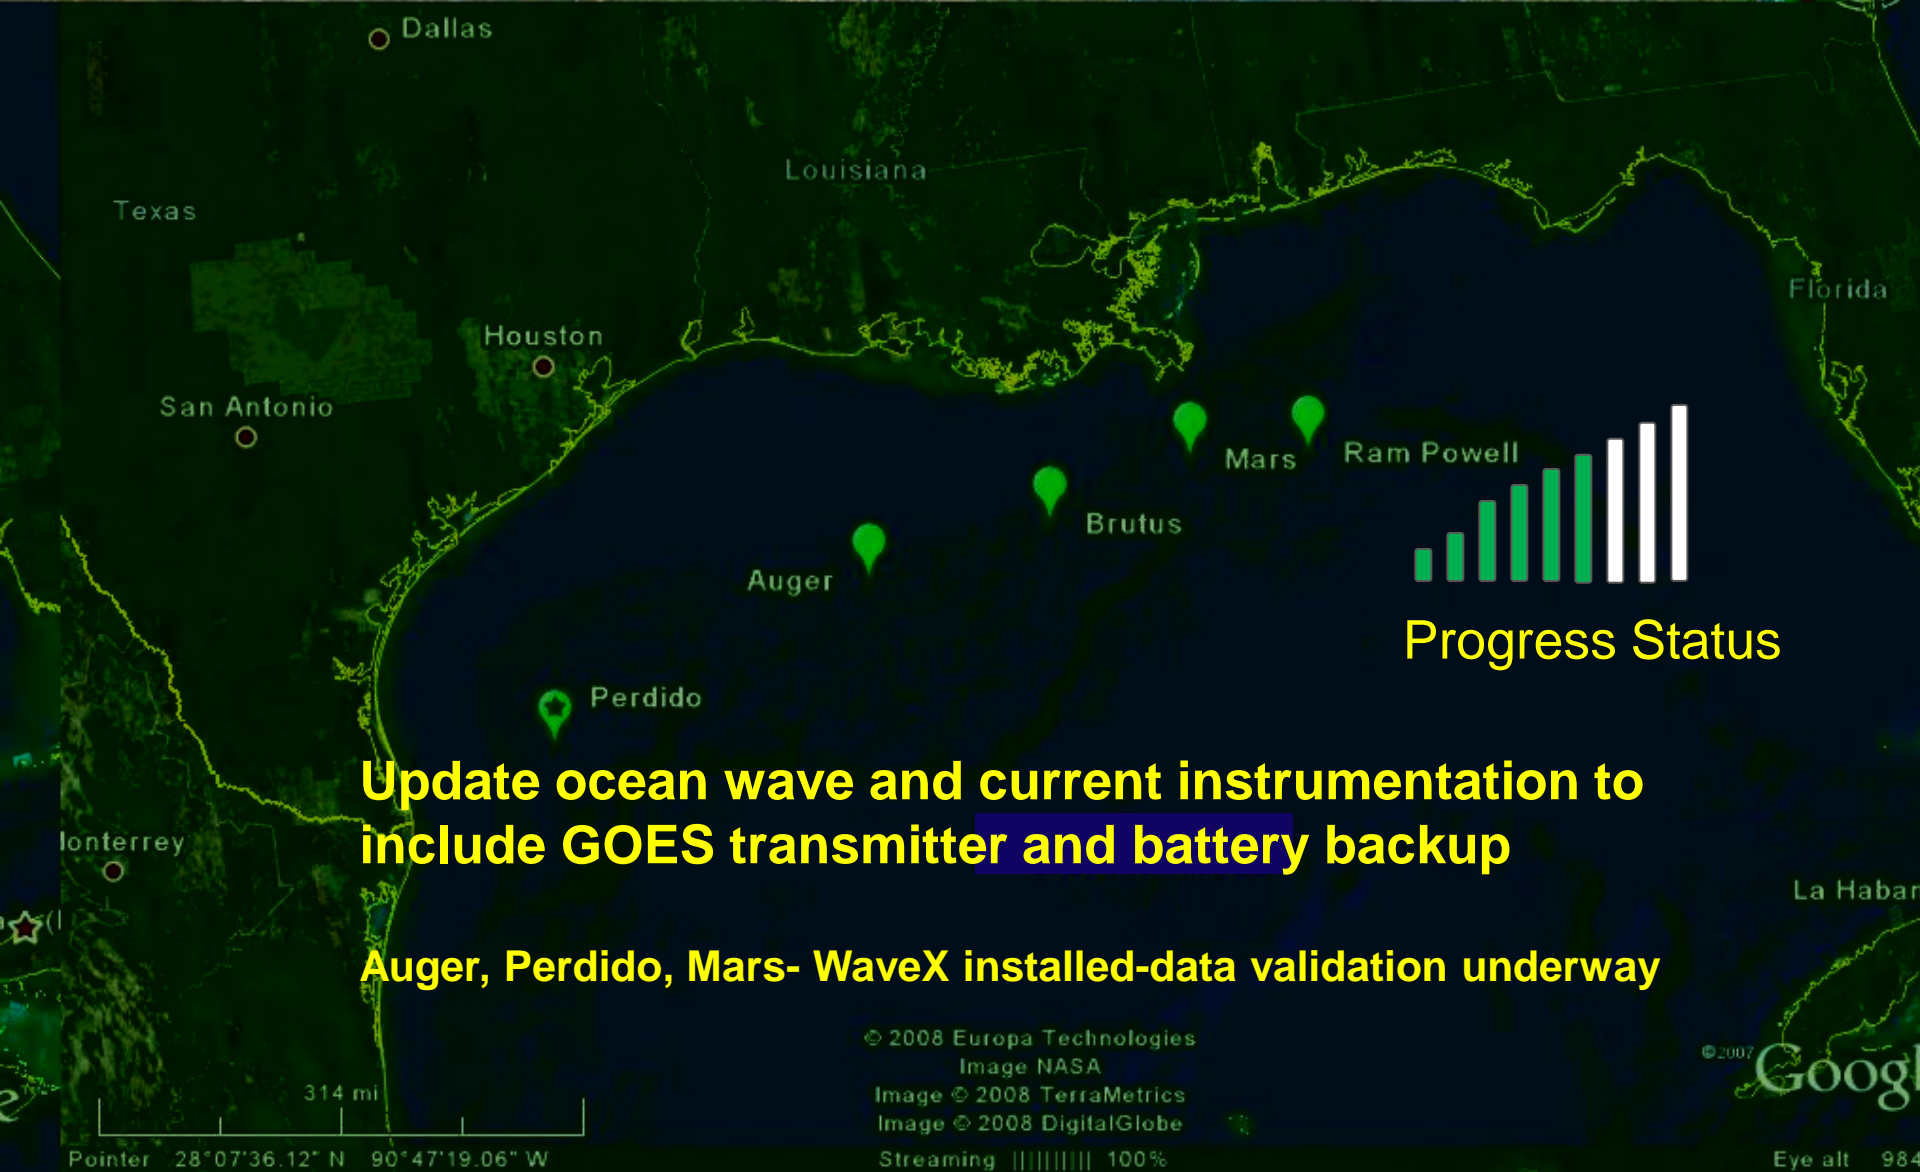 Dallas
Louisiana
Texas
Florida
Houston
San Antonio
Mars
Ram Powell
Brutus
Auger
Progress Status
Perdido
Update ocean wave and current instrumentation to
include GOES transmitter and battery backup
Monterrey
La Haban
Auger, Perdido, Mars- WaveX installed-data validation underway
© 2008 Europa Technologies
Image NASA
Image © 2008 TerraMetrics
Image © 2008 DigitalGlobe
©2007 Googl
314 mi
Pointer 28°07'36.12" N 90°47'19.06" W
Streaming |||||||||| 100%
Eye alt 984